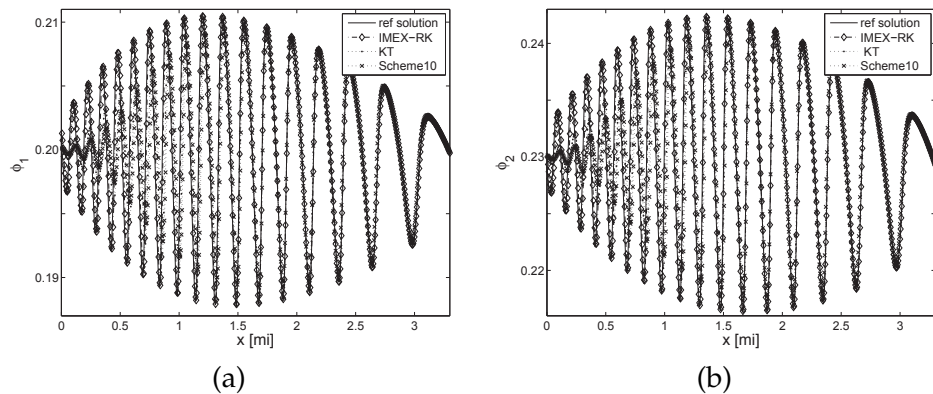 0.21
0.20
0.19
ϕ1
0 0.5 1 1.5 2 2.5 3
x [mi]
ref solution
IMEX−RK
KT
Scheme10
(a)
0.24
0.23
0.22
ϕ2
0 0.5 1 1.5 2 2.5 3
x [mi]
ref solution
IMEX−RK
KT
Scheme10
(b)